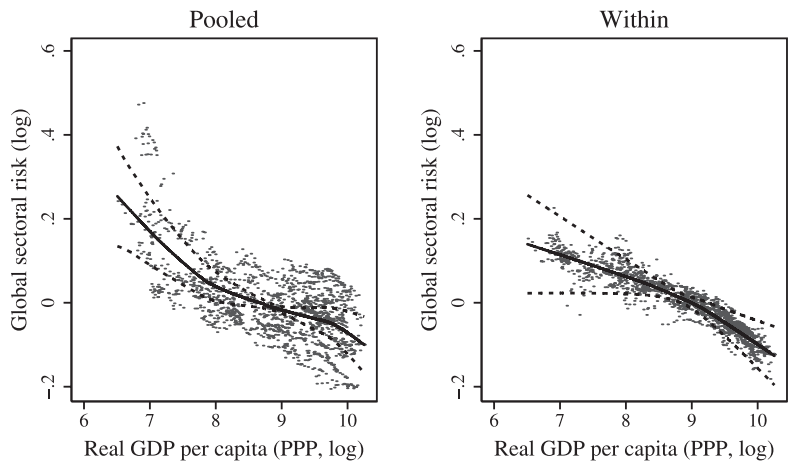 Pooled
Global sectoral risk (log)
.6
.4
.2
0
−.2
6 7 8 9 10
Real GDP per capita (PPP, log)
Within
Global sectoral risk (log)
.6
.4
.2
0
−.2
6 7 8 9 10
Real GDP per capita (PPP, log)